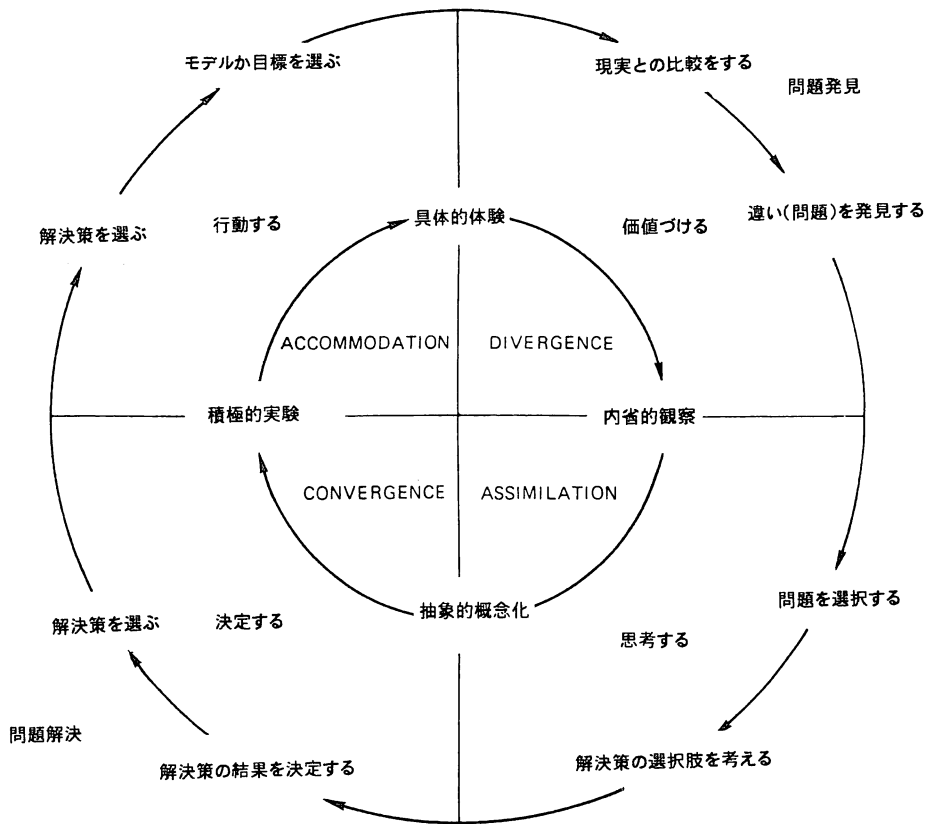 モデルか目標を選ぶ
現実との比較をする
問題発見
解決策を選ぶ
行動する
具体的体験
価値づける
違い(問題)を発見する
ACCOMMODATION
DIVERGENCE
積極的実験
内省的観察
CONVERGENCE
ASSIMILATION
解決策を選ぶ
決定する
抽象的概念化
思考する
問題を選択する
問題解決
解決策の結果を決定する
解決策の選択肢を考える